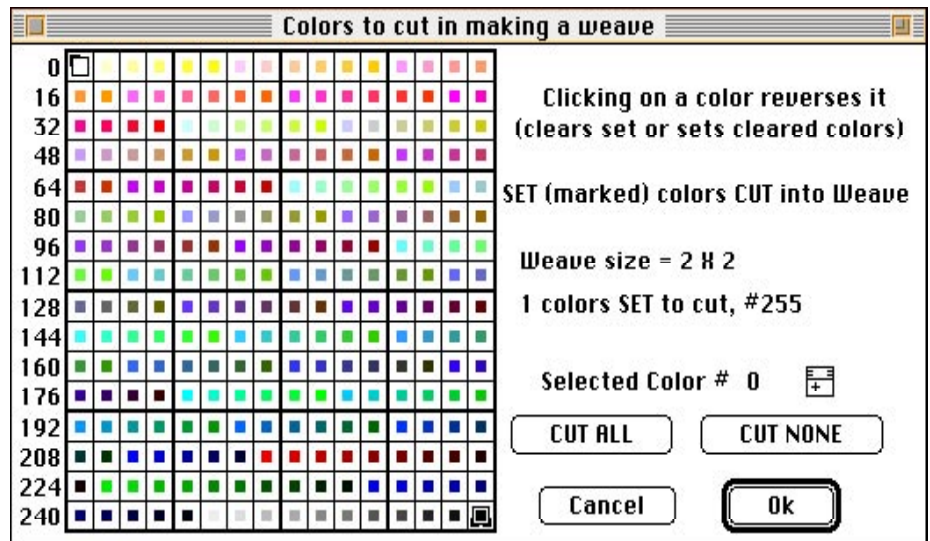 Colors to cut in making a weave
0
16
32
48
64
80
96
112
128
144
160
176
192
208
224
240
Clicking on a color reverses it
(clears set or sets cleared colors)
SET (marked) colors CUT into Weave
Weave size = 2 X 2
1 colors SET to cut, #255
Selected Color # 0
CUT ALL CUT NONE
Cancel Ok